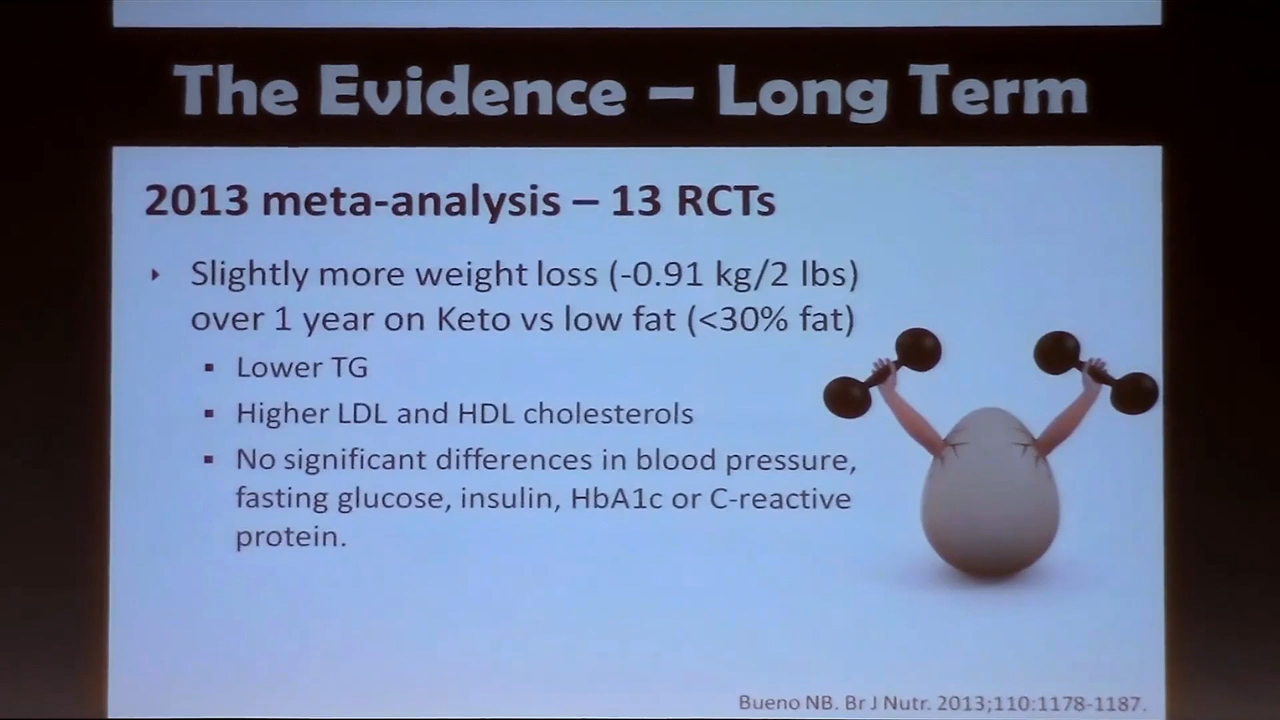 The Evidence – Long Term
2013 meta-analysis – 13 RCTs
Slightly more weight loss (-0.91 kg/2 lbs)
over 1 year on Keto vs low fat (<30% fat)
Lower TG
Higher LDL and HDL cholesterols
No significant differences in blood pressure,
fasting glucose, insulin, HbA1c or C-reactive
protein.
Bueno NB. Br J Nutr. 2013;110:1178-1187.